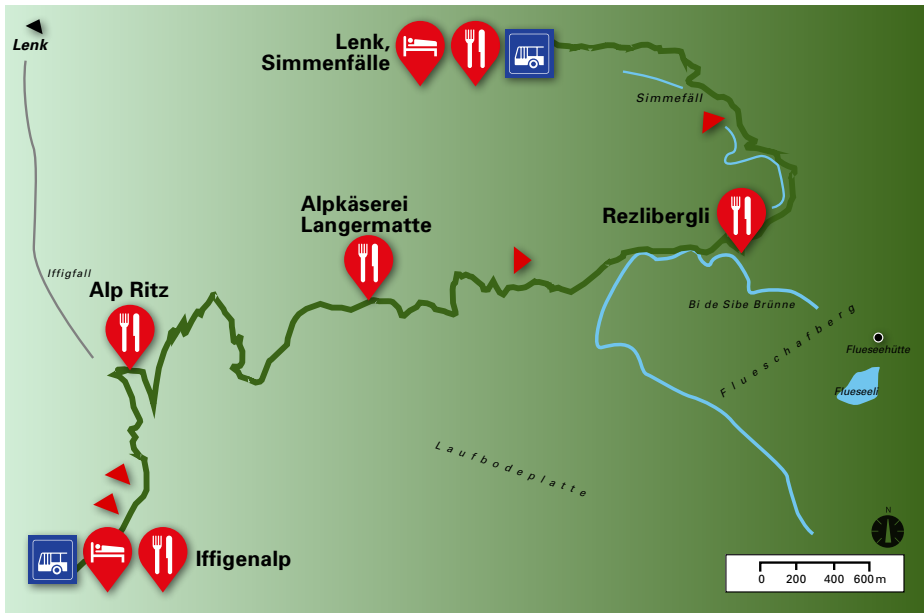 Lenk
Lenk,
Simmenfälle
Simmefäll
Alpkäserei
Langermatte
Rezlibergli
Iffigfall
Alp Ritz
Bi de Sibe Brünne
Flueschafberg
Flueseehütte
Flueseeli
Laufbodeplatte
N
Iffigenalp
0 200 400 600 m